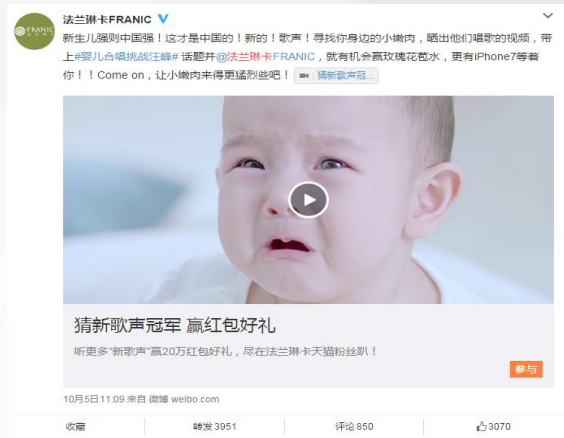 法兰琳卡FRANIC
FRANIC
新生儿强则中国强！这才是中国的！新的！歌声！寻找你身边的小嫩肉，晒出他们唱歌的视频，带
上#婴儿合唱挑战汪峰# 话题并@法兰琳卡FRANIC，就有机会赢玫瑰花苞水，更有iPhone7等着
你！！Come on，让小嫩肉来得更猛烈些吧！ 猜新歌声冠...
猜新歌声冠军 赢红包好礼
听更多“新歌声”赢20万红包好礼，尽在法兰琳卡天猫粉丝趴！
参与
10月5日11:09 来自 微博 weibo.com
收藏 转发 3951 评论 850 3070